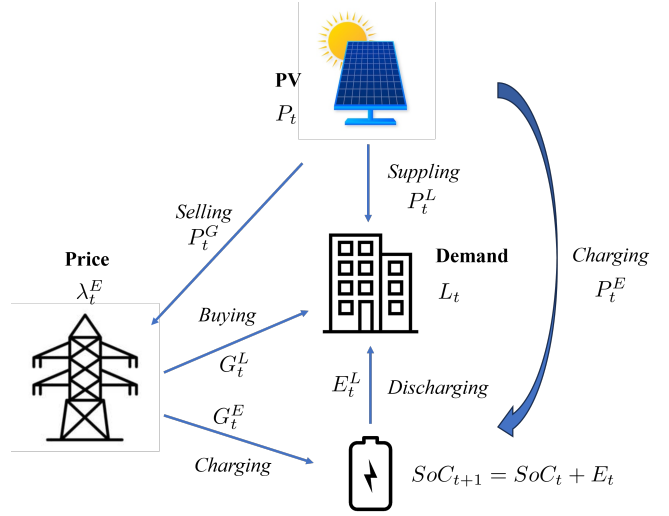 PV
$P_t$
Suppling
$P_t^L$
Selling
$P_t^G$
Price
$\lambda_t^E$
Demand
$L_t$
Charging
$P_t^E$
Buying
$G_t^L$
$E_t^L$
Discharging
$G_t^E$
Charging
$SoC_{t+1} = SoC_t + E_t$